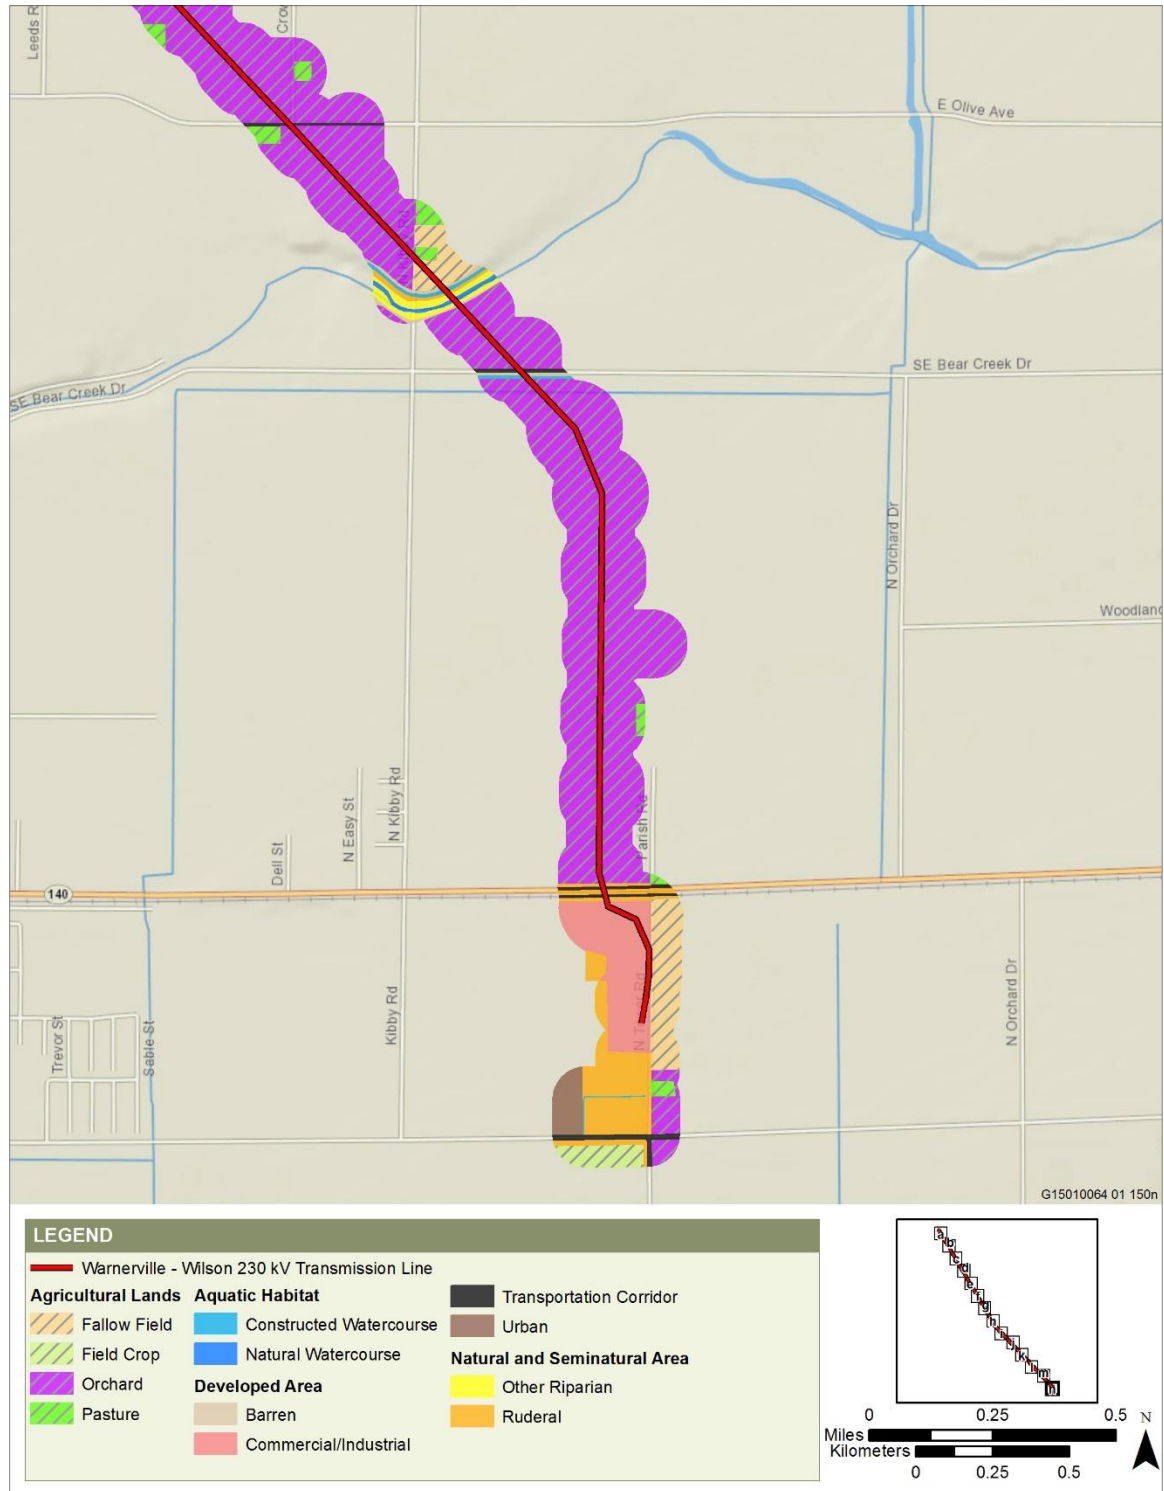 Leeds R
Crow
E Olive Ave
SE Bear Creek Dr
SE Bear Creek Dr
N Orchard Dr
Woodland
N Kibby Rd
N Easy St
Dell St
Parish Rd
140
Kibby Rd
Trevor St
Sable St
N Orchard Dr
G15010064 01 150n
LEGEND
Warnerville - Wilson 230 kV Transmission Line
Agricultural Lands
Fallow Field
Field Crop
Orchard
Pasture
Aquatic Habitat
Constructed Watercourse
Natural Watercourse
Developed Area
Barren
Commercial/Industrial
Transportation Corridor
Urban
Natural and Seminatural Area
Other Riparian
Ruderal
a
b
c
d
e
f
g
h
i
j
k
l
m
n
0 0.25 0.5
Miles
Kilometers
0 0.25 0.5
N